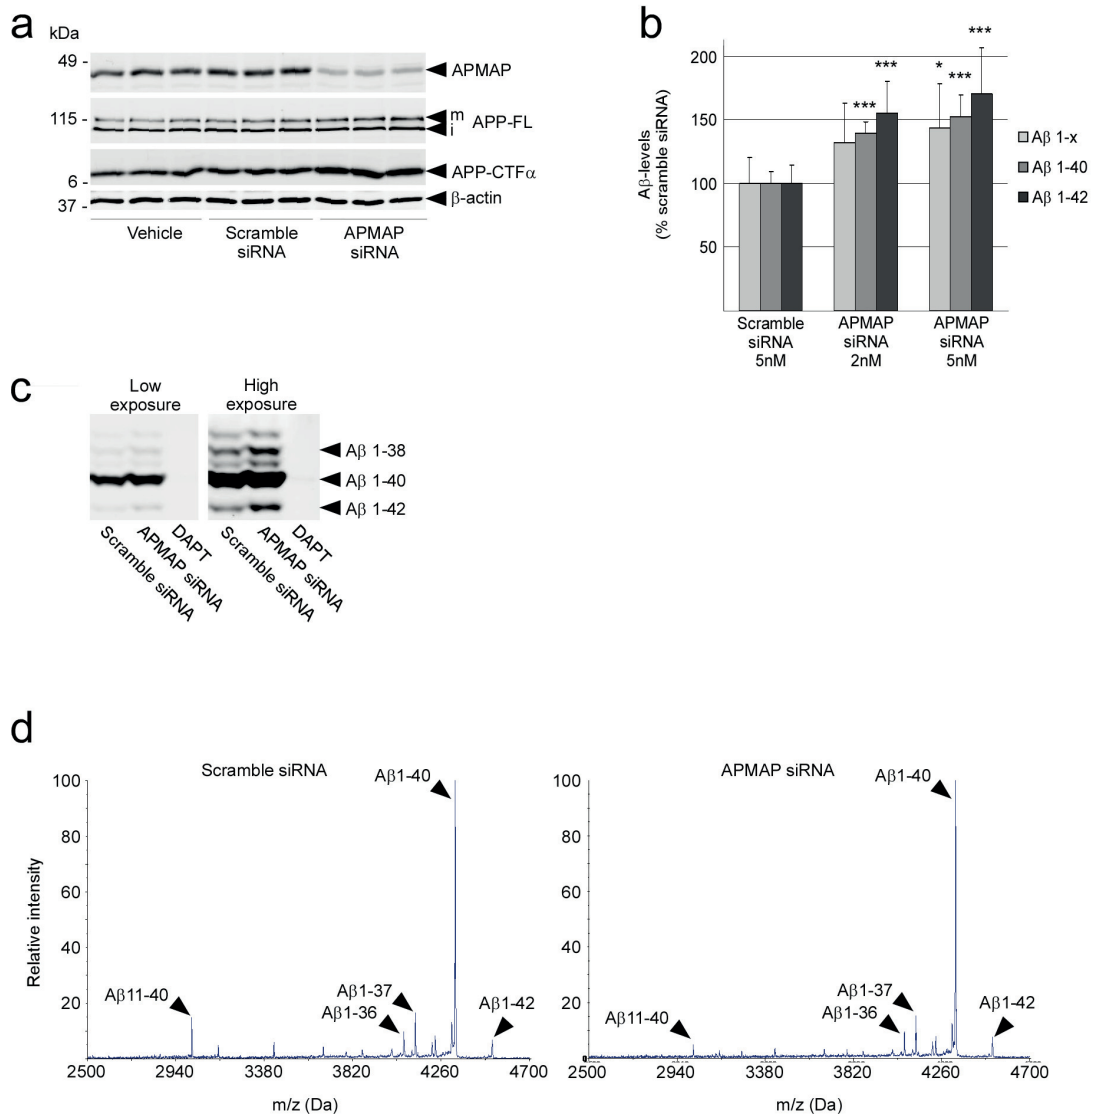 a
kDa
49 -
APMAP
115 -
m
i
APP-FL
APP-CTFα
6 -
37 -
β-actin
Vehicle
Scramble
siRNA
APMAP
siRNA
b
Aβ-levels
(% scramble siRNA)
200
150
100
50
*
***
***
***
***
Scramble
siRNA
5nM
APMAP
siRNA
2nM
APMAP
siRNA
5nM
Aβ 1-x
Aβ 1-40
Aβ 1-42
c
Low
exposure
High
exposure
Aβ 1-38
Aβ 1-40
Aβ 1-42
Scramble siRNA
APMAP siRNA
DAPT
Scramble siRNA
APMAP siRNA
DAPT
d
Scramble siRNA
Relative intensity
100
80
60
40
20
Aβ1-40
Aβ11-40
Aβ1-37
Aβ1-36
Aβ1-42
2500 2940 3380 3820 4260 4700
m/z (Da)
APMAP siRNA
100
80
60
40
20
Aβ1-40
Aβ11-40
Aβ1-37
Aβ1-36
Aβ1-42
2500 2940 3380 3820 4260 4700
m/z (Da)